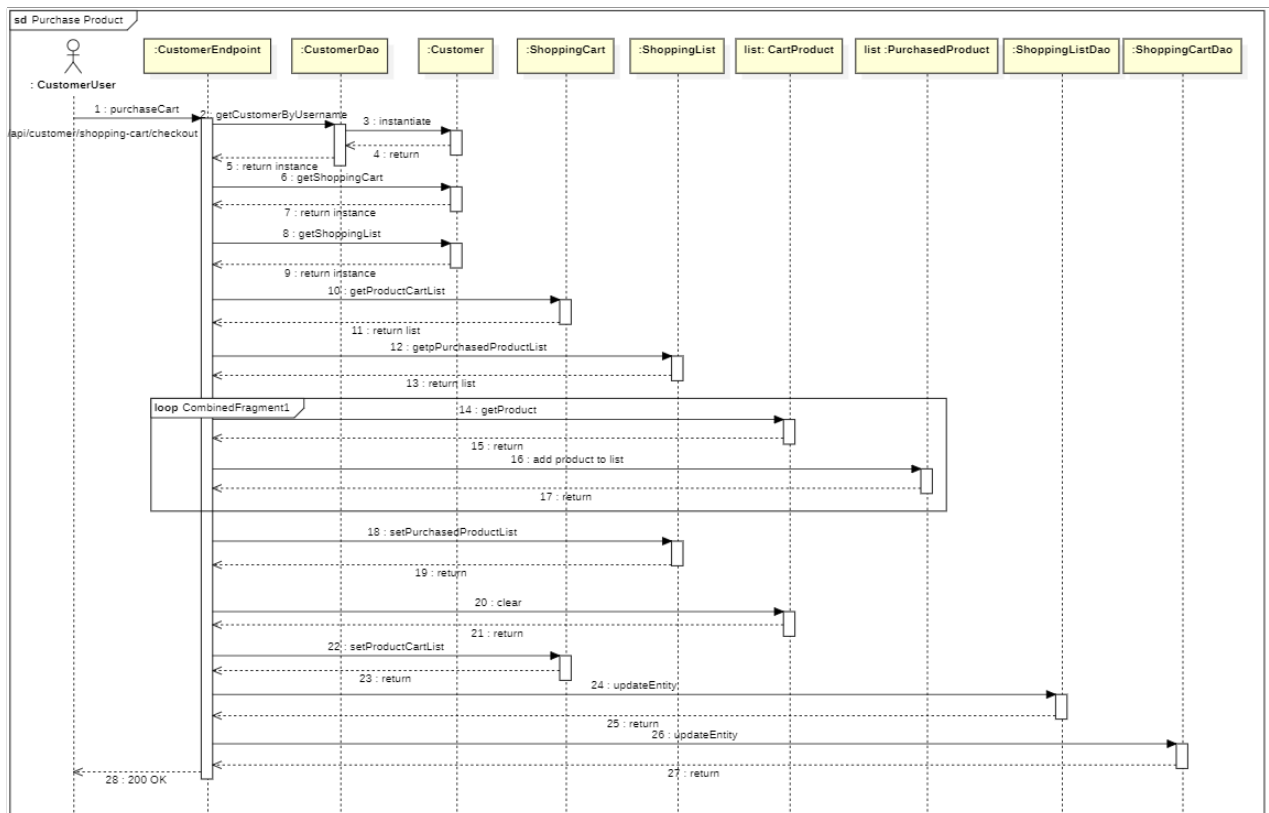 sd Purchase Product
: CustomerUser
:CustomerEndpoint
:CustomerDao
:Customer
:ShoppingCart
:ShoppingList
list: CartProduct
list :PurchasedProduct
:ShoppingListDao
:ShoppingCartDao
1 : purchaseCart
/api/customer/shopping-cart/checkout
2 : getCustomerByUsername
3 : instantiate
4 : return
5 : return instance
6 : getShoppingCart
7 : return instance
8 : getShoppingList
9 : return instance
10 : getProductCartList
11 : return list
12 : getpPurchasedProductList
13 : return list
loop CombinedFragment1
14 : getProduct
15 : return
16 : add product to list
17 : return
18 : setPurchasedProductList
19 : return
20 : clear
21 : return
22 : setProductCartList
23 : return
24 : updateEntity
25 : return
26 : updateEntity
27 : return
28 : 200 OK